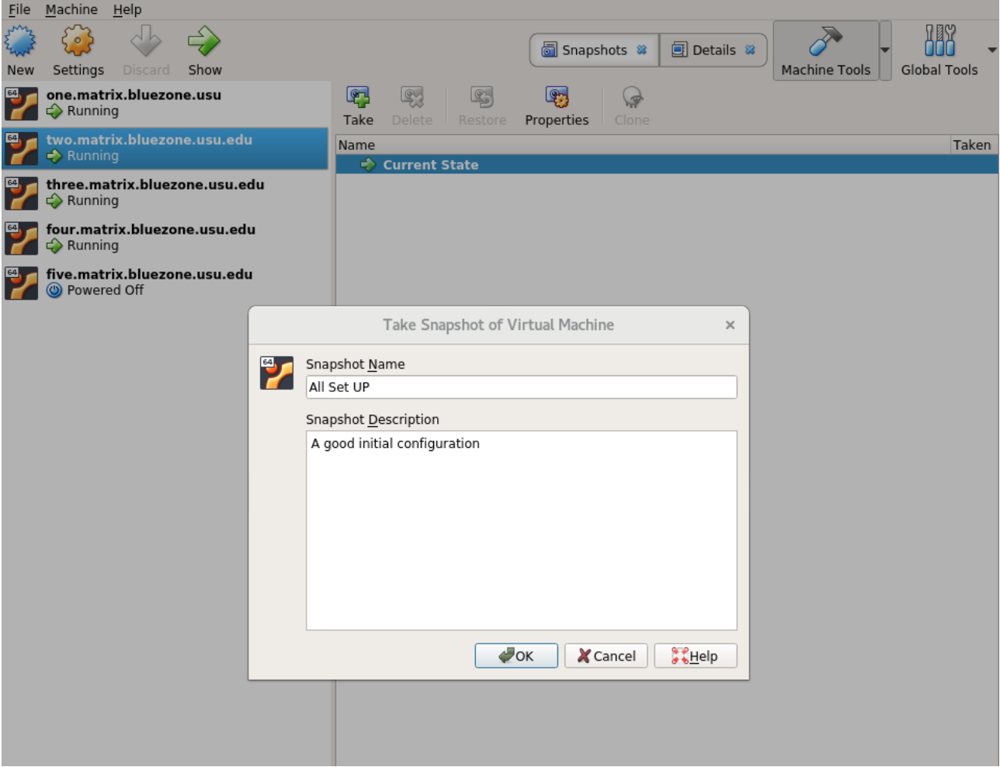 File Machine Help
New Settings Discard Show
Snapshots Details Machine Tools Global Tools
64 one.matrix.bluezone.usu
Running
64 two.matrix.bluezone.usu.edu
Running
64 three.matrix.bluezone.usu.edu
Running
64 four.matrix.bluezone.usu.edu
Running
64 five.matrix.bluezone.usu.edu
Powered Off
Take Delete Restore Properties Clone
Name Taken
Current State
Take Snapshot of Virtual Machine
64 Snapshot Name
All Set UP
Snapshot Description
A good initial configuration
OK Cancel Help